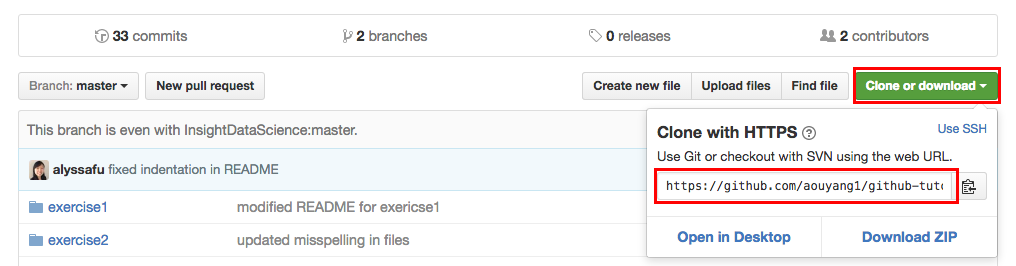 33 commits 2 branches 0 releases 2 contributors
Branch: master New pull request Create new file Upload files Find file Clone or download
This branch is even with InsightDataScience:master.
alyssafu fixed indentation in README
exercise1 modified README for exericse1
exercise2 updated misspelling in files
Clone with HTTPS ? Use SSH
Use Git or checkout with SVN using the web URL.
https://github.com/aouyang1/github-tuto
Open in Desktop Download ZIP